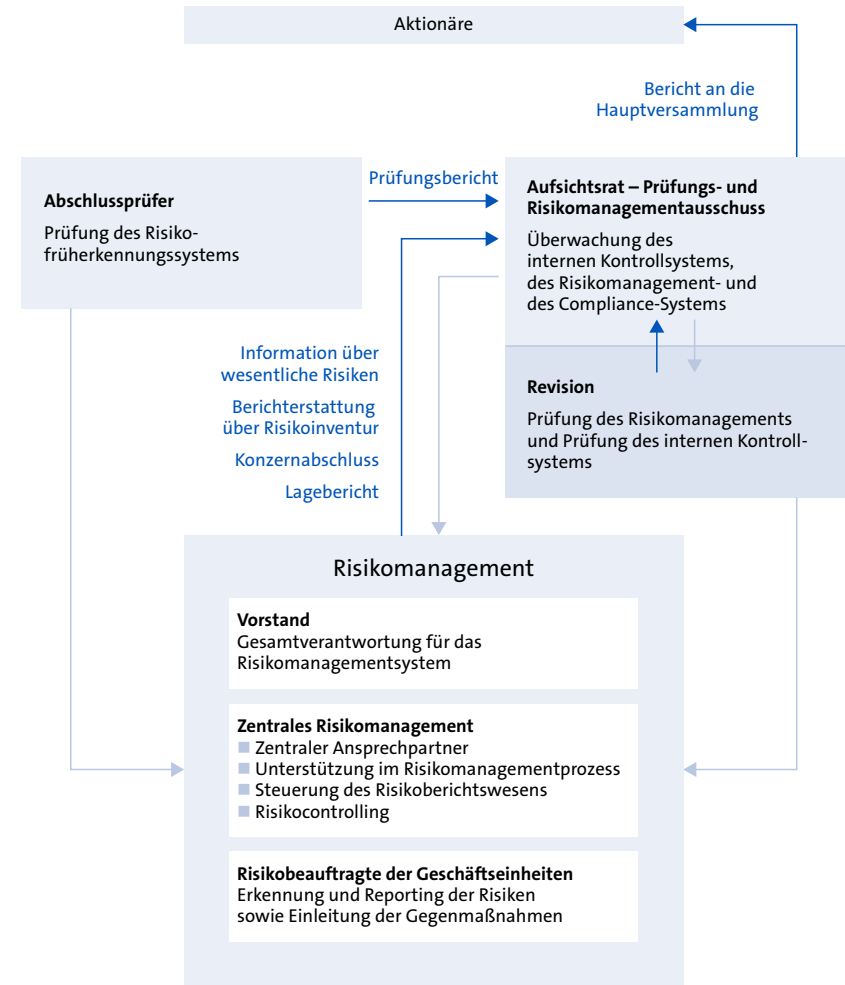 Aktionäre
Bericht an die
Hauptversammlung
Abschlussprüfer
Prüfung des Risiko-
früherkennungssystems
Prüfungsbericht
Aufsichtsrat – Prüfungs- und
Risikomanagementausschuss
Überwachung des
internen Kontrollsystems,
des Risikomanagement- und
des Compliance-Systems
Revision
Prüfung des Risikomanagements
und Prüfung des internen Kontroll-
systems
Information über
wesentliche Risiken
Berichterstattung
über Risikoinventur
Konzernabschluss
Lagebericht
Risikomanagement
Vorstand
Gesamtverantwortung für das
Risikomanagementsystem
Zentrales Risikomanagement
Zentraler Ansprechpartner
Unterstützung im Risikomanagementprozess
Steuerung des Risikoberichtswesens
Risikocontrolling
Risikobeauftragte der Geschäftseinheiten
Erkennung und Reporting der Risiken
sowie Einleitung der Gegenmaßnahmen